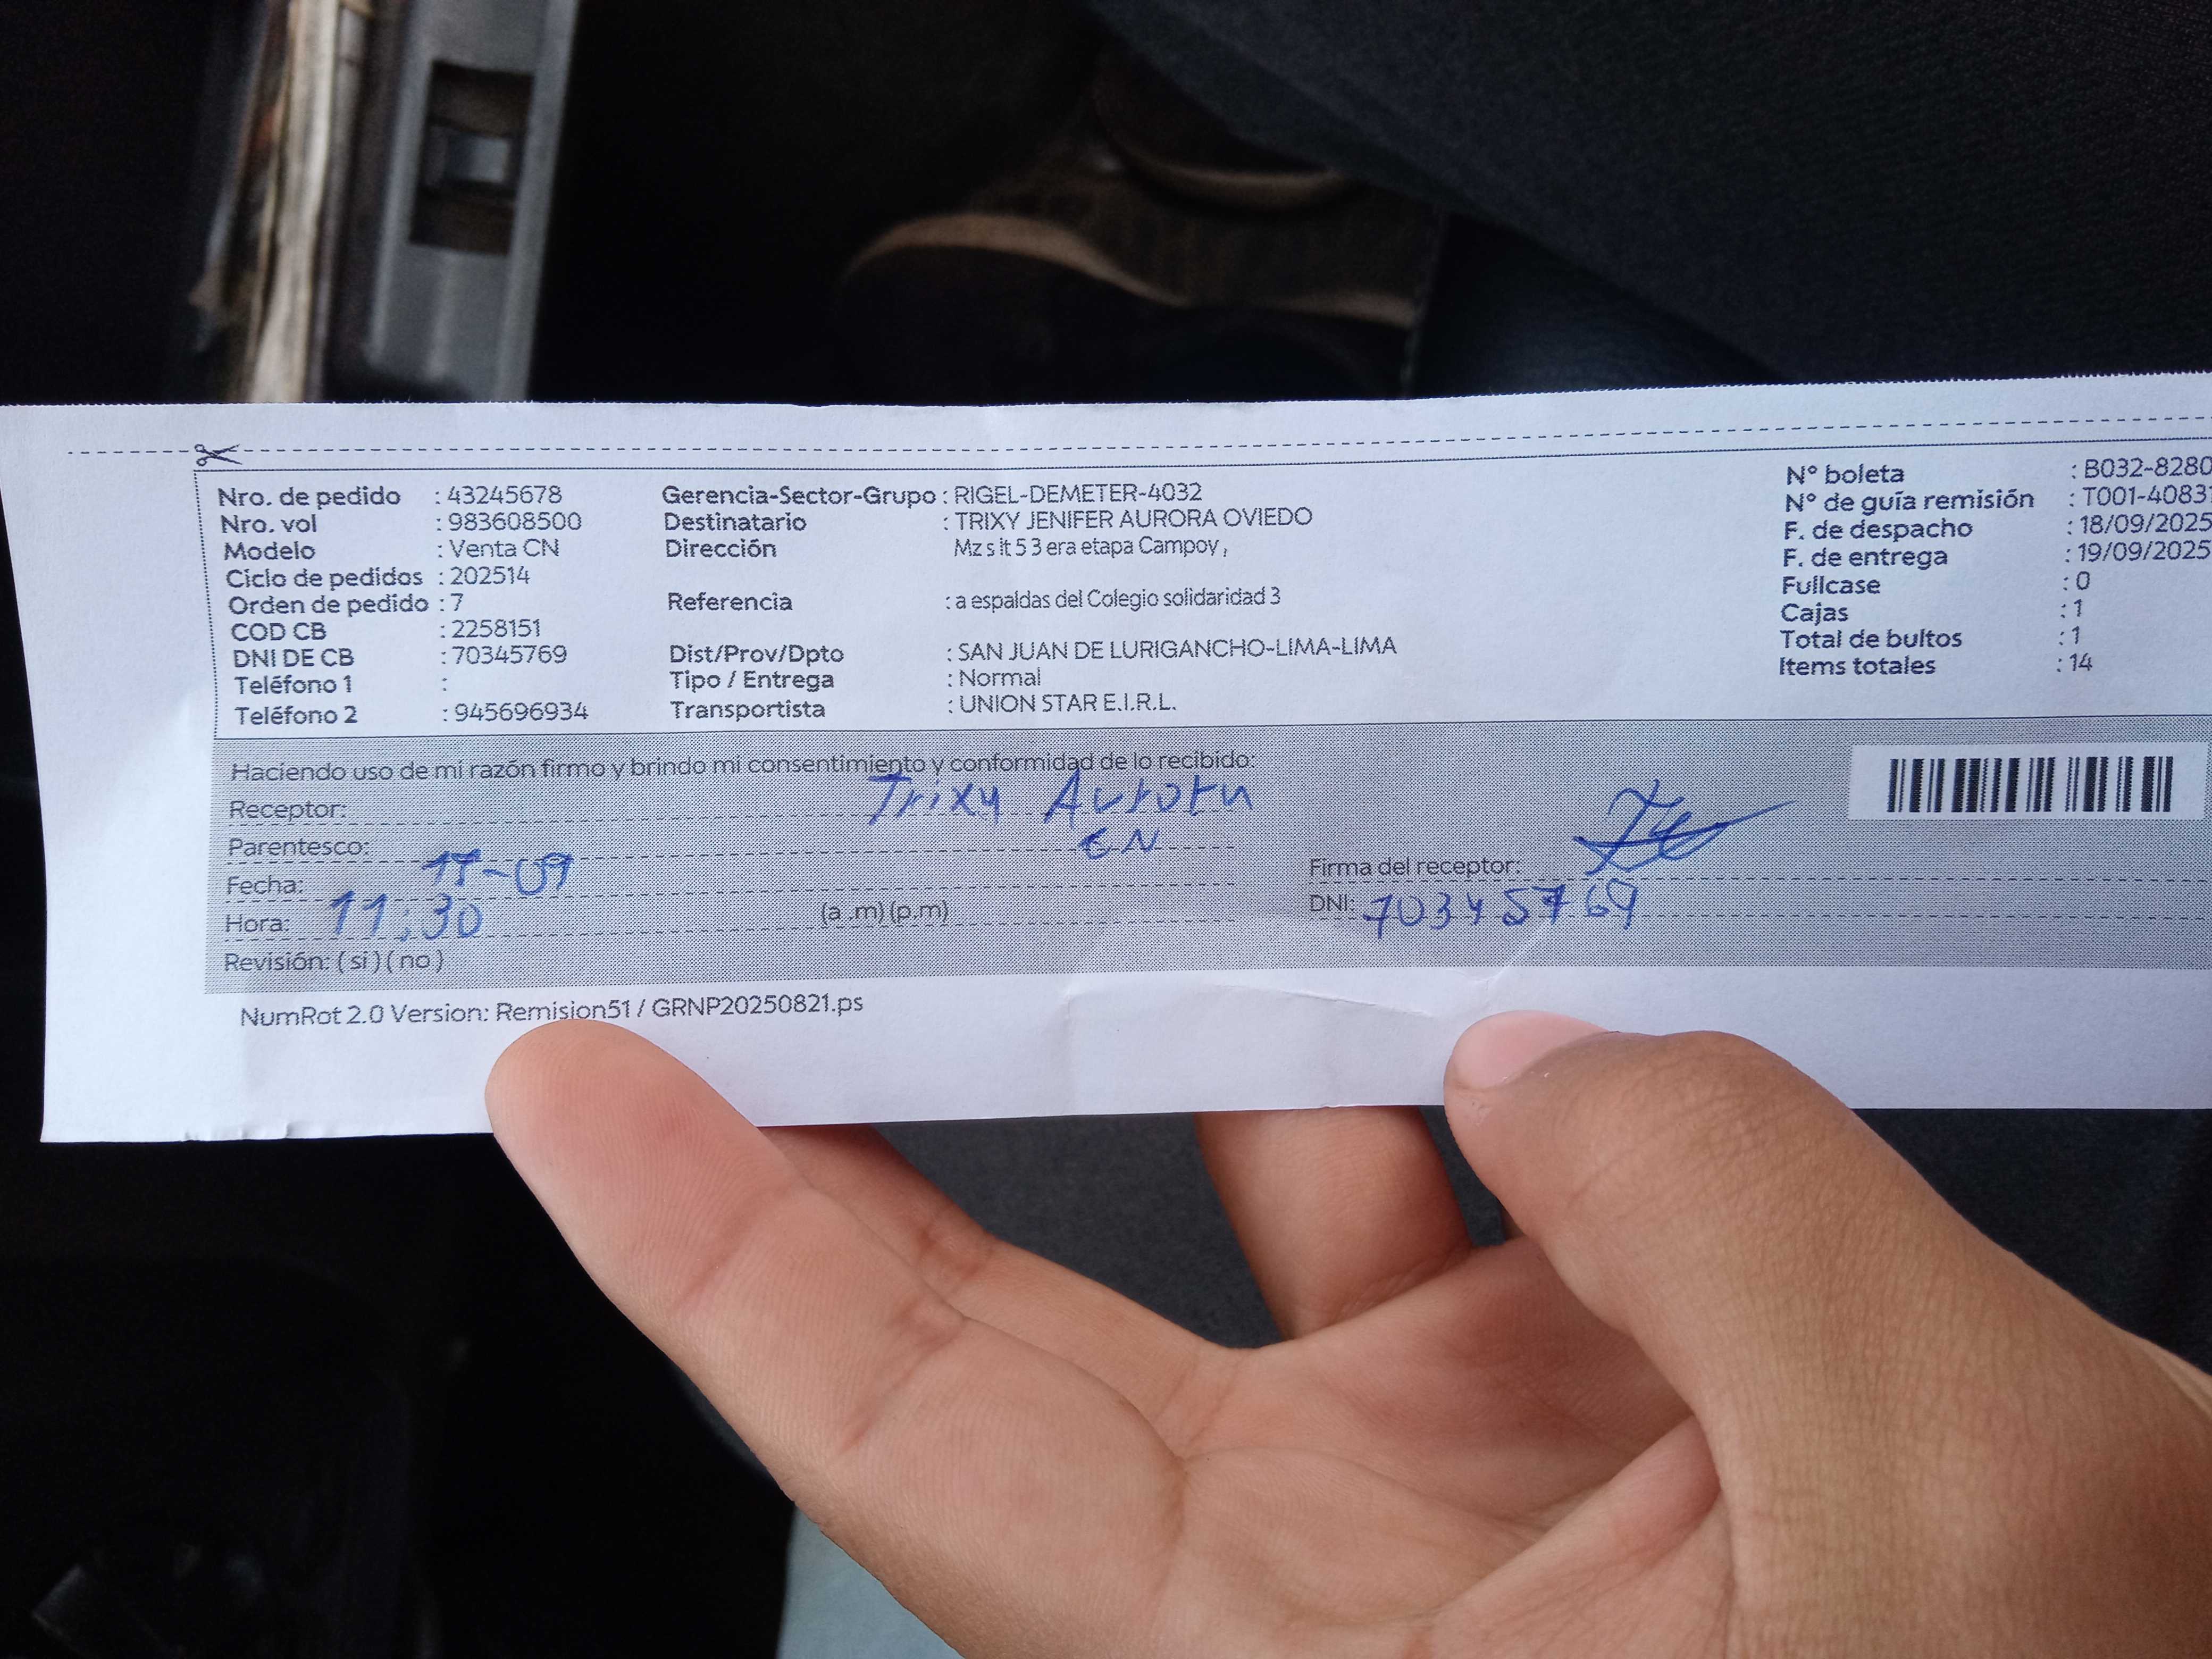 Nro. de pedido : 43245678
Nro. vol : 983608500
Modelo : Venta CN
Ciclo de pedidos : 202514
Orden de pedido : 7
COD CB : 2258151
DNI DE CB : 70345769
Teléfono 1 :
Teléfono 2 : 945696934
Gerencia-Sector-Grupo : RIGEL-DEMETER-4032
Destinatario : TRIXY JENIFER AURORA OVIEDO
Dirección Mz s it 5 3 era etapa Campoy,
Referencia : a espaldas del Colegio solidaridad 3
Dist/Prov/Dpto : SAN JUAN DE LURIGANCHO-LIMA-LIMA
Tipo / Entrega : Normal
Transportista : UNION STAR E.I.R.L.
N° boleta : B032-8280
N° de guía remisión : T001-40831
F. de despacho : 18/09/2025
F. de entrega : 19/09/2025
Fullcase : 0
Cajas : 1
Total de bultos : 1
Items totales : 14
Haciendo uso de mi razón firmo y brindo mi consentimiento y conformidad de lo recibido:
Receptor: Trixy Aurora
Parentesco: CN
Fecha: 19-09
Hora: 11:30 (a .m) (p.m)
Revisión: ( si ) ( no )
Firma del receptor:
DNI: 70345769
NumRot 2.0 Version: Remision51 / GRNP20250821.ps